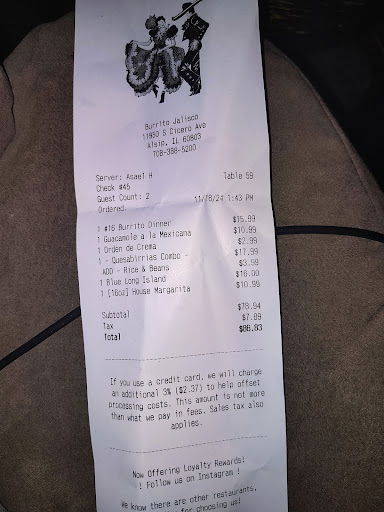 Burrito Jalisco
11950 S Cicero Ave
Alsip, IL 60803
708-388-5200
Server: Asael H Table 59
Check #45
Guest Count: 2 11/18/24 1:43 PM
Ordered:
1 #16 Burrito Dinner $15.99
1 Guacamole a la Mexicana $10.99
1 Orden de Crema $2.99
1 - Quesabirrias Combo - $17.99
ADD - Rice & Beans $3.99
1 Blue Long Island $16.00
1 [16oz] House Margarita $10.99
Subtotal $78.94
Tax $7.89
Total $86.83
If you use a credit card, we will charge
an additional 3% ($2.37) to help offset
processing costs. This amount is not more
than what we pay in fees. Sales tax also
applies.
Now Offering Loyalty Rewards!
! Follow us on Instagram !
We know there are other restaurants,
for choosing us!